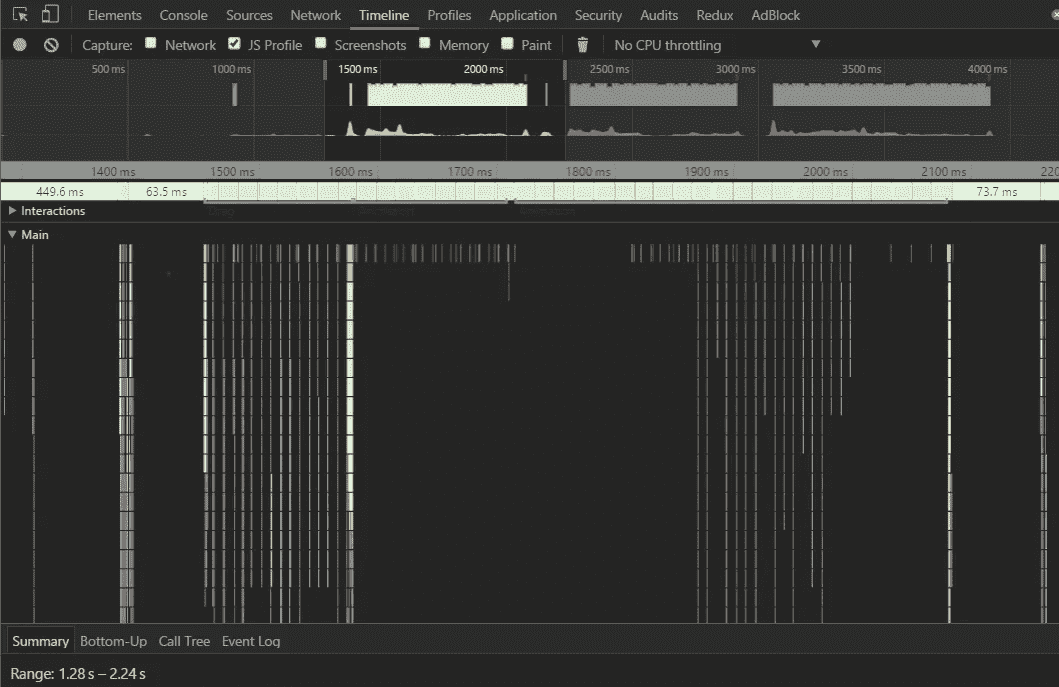 Elements Console Sources Network Timeline Profiles Application Security Audits Redux AdBlock
Capture: Network JS Profile Screenshots Memory Paint No CPU throttling
500 ms 1000 ms 1500 ms 2000 ms 2500 ms 3000 ms 3500 ms 4000 ms
1400 ms 1500 ms 1600 ms 1700 ms 1800 ms 1900 ms 2000 ms 2100 ms 220
449.6 ms 63.5 ms 73.7 ms
Interactions
Main
Summary Bottom-Up Call Tree Event Log
Range: 1.28 s – 2.24 s